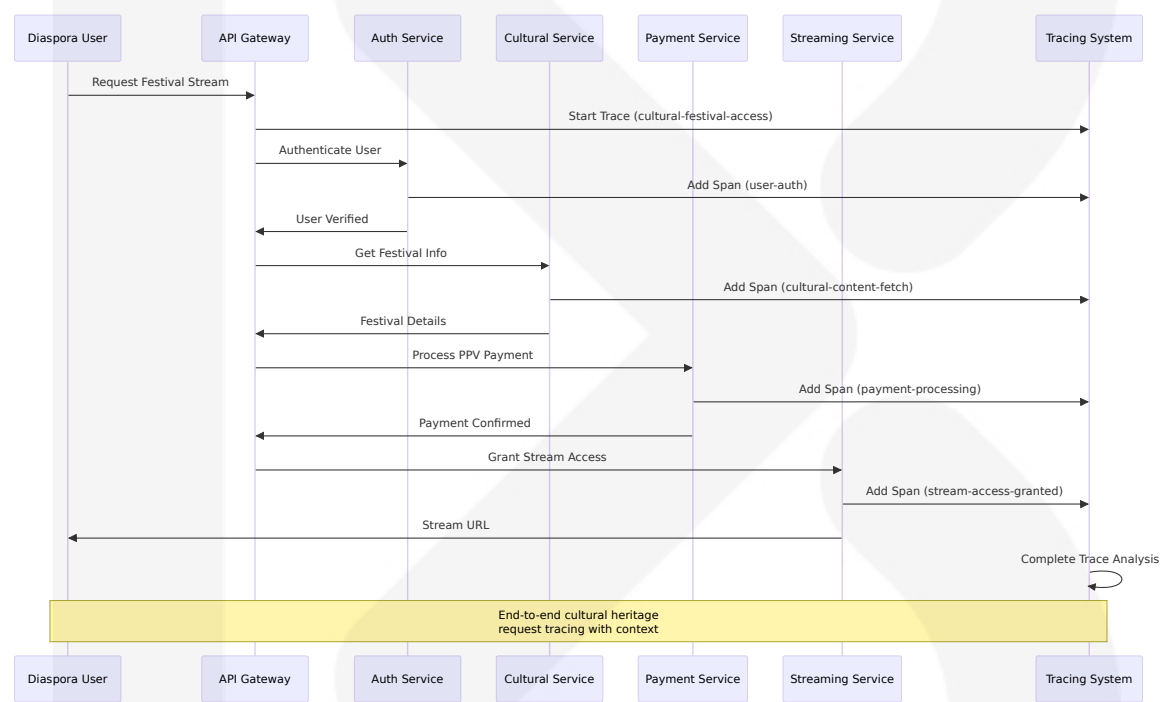 Diaspora User
API Gateway
Auth Service
Cultural Service
Payment Service
Streaming Service
Tracing System
Request Festival Stream
Start Trace (cultural-festival-access)
Authenticate User
Add Span (user-auth)
User Verified
Get Festival Info
Add Span (cultural-content-fetch)
Festival Details
Process PPV Payment
Add Span (payment-processing)
Payment Confirmed
Grant Stream Access
Add Span (stream-access-granted)
Stream URL
Complete Trace Analysis
End-to-end cultural heritage
request tracing with context
Diaspora User
API Gateway
Auth Service
Cultural Service
Payment Service
Streaming Service
Tracing System